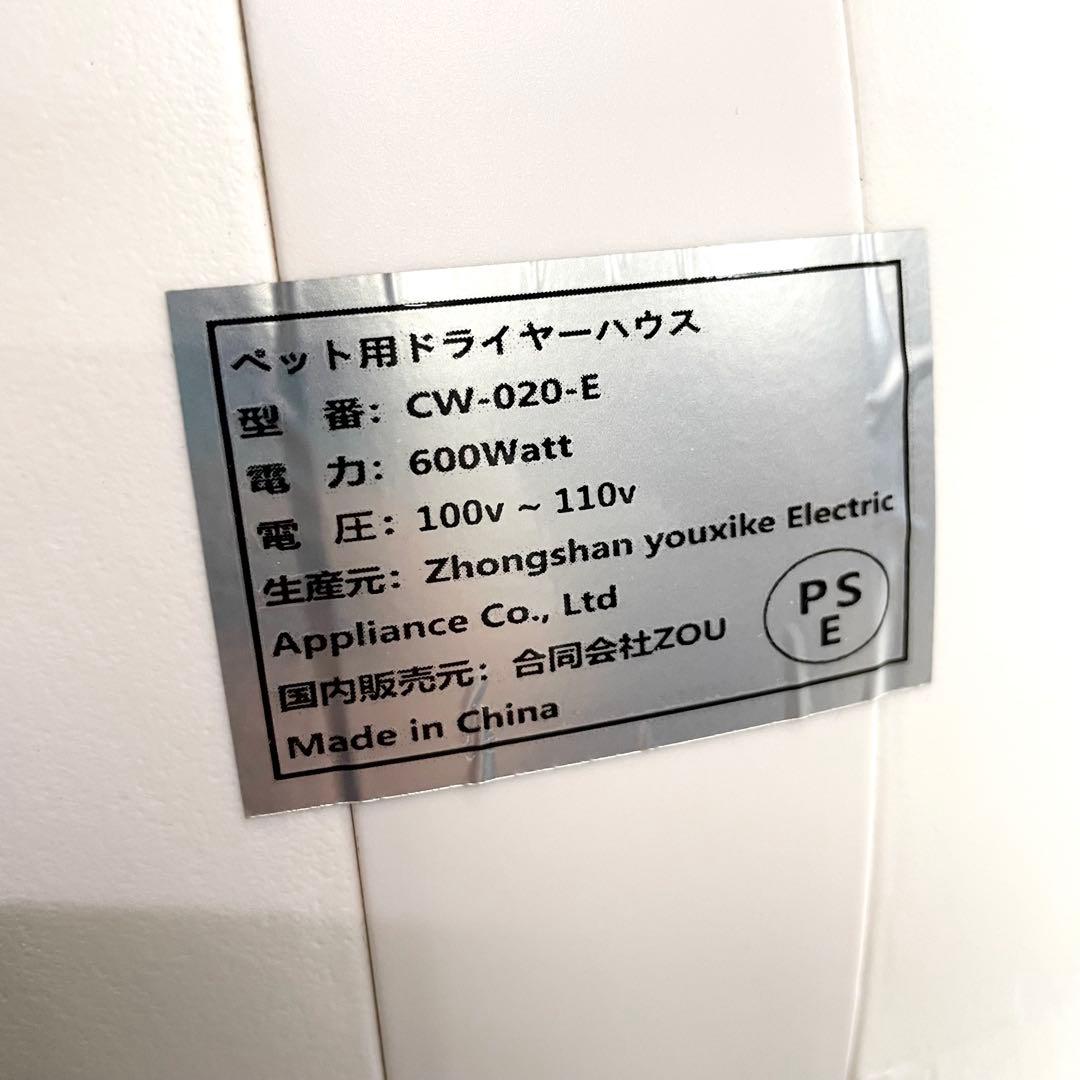 ペット用ドライヤーハウス
型 番: CW-020-E
電 力: 600Watt
電 圧: 100v ~ 110v
生産元: Zhongshan youxike Electric
Appliance Co., Ltd
国内販売元: 合同会社ZOU
Made in China
PS
E